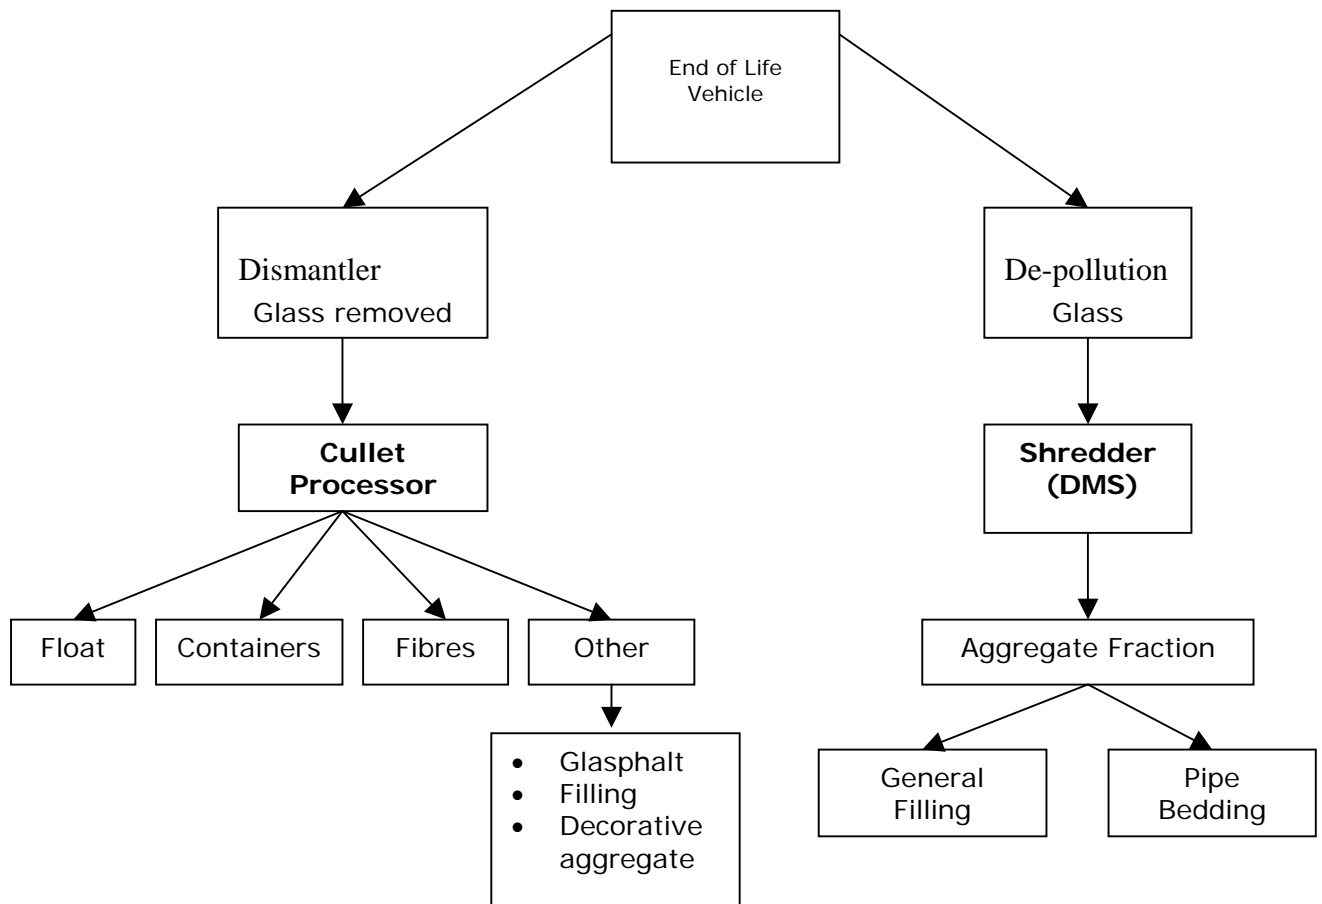 End of Life
Vehicle
Dismantler
Glass removed
De-pollution
Glass
Cullet
Processor
Shredder
(DMS)
Float
Containers
Fibres
Other
Aggregate Fraction
• Glasphalt
• Filling
• Decorative
aggregate
General
Filling
Pipe
Bedding